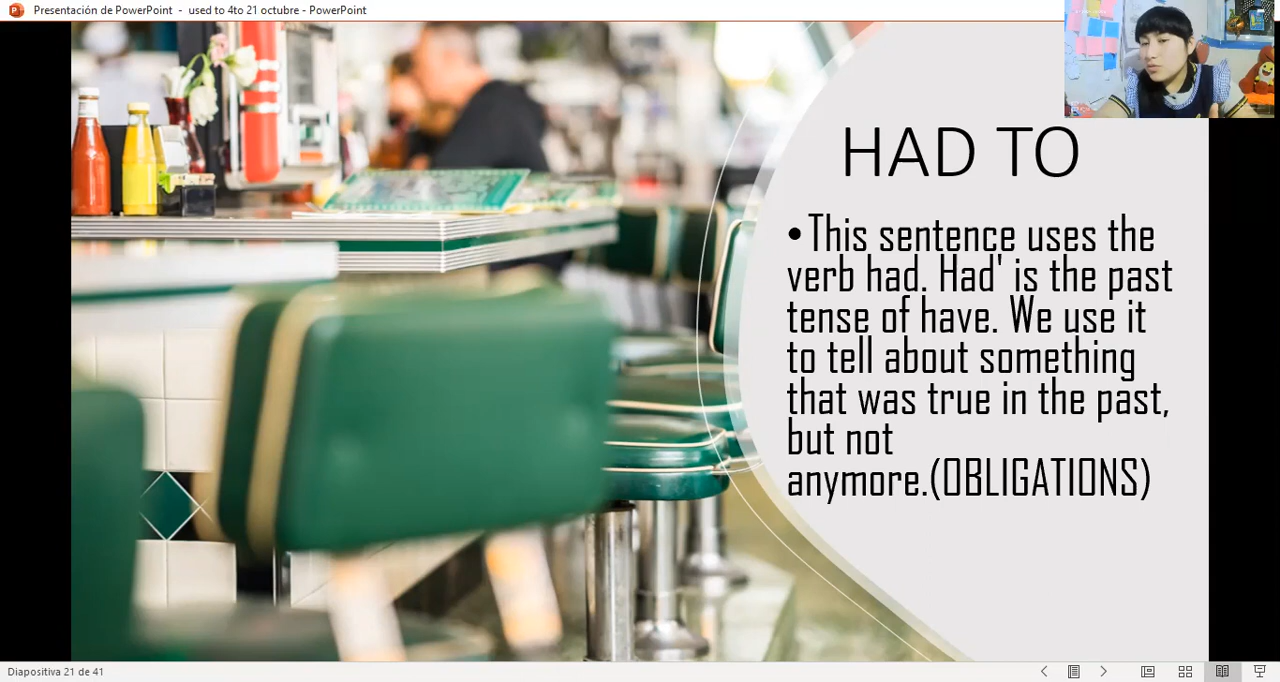 Presentación de PowerPoint - used to 4to 21 octubre - PowerPoint
HAD TO
•This sentence uses the
verb had. Had' is the past
tense of have. We use it
to tell about something
that was true in the past,
but not
anymore.(OBLIGATIONS)
Diapositiva 21 de 41